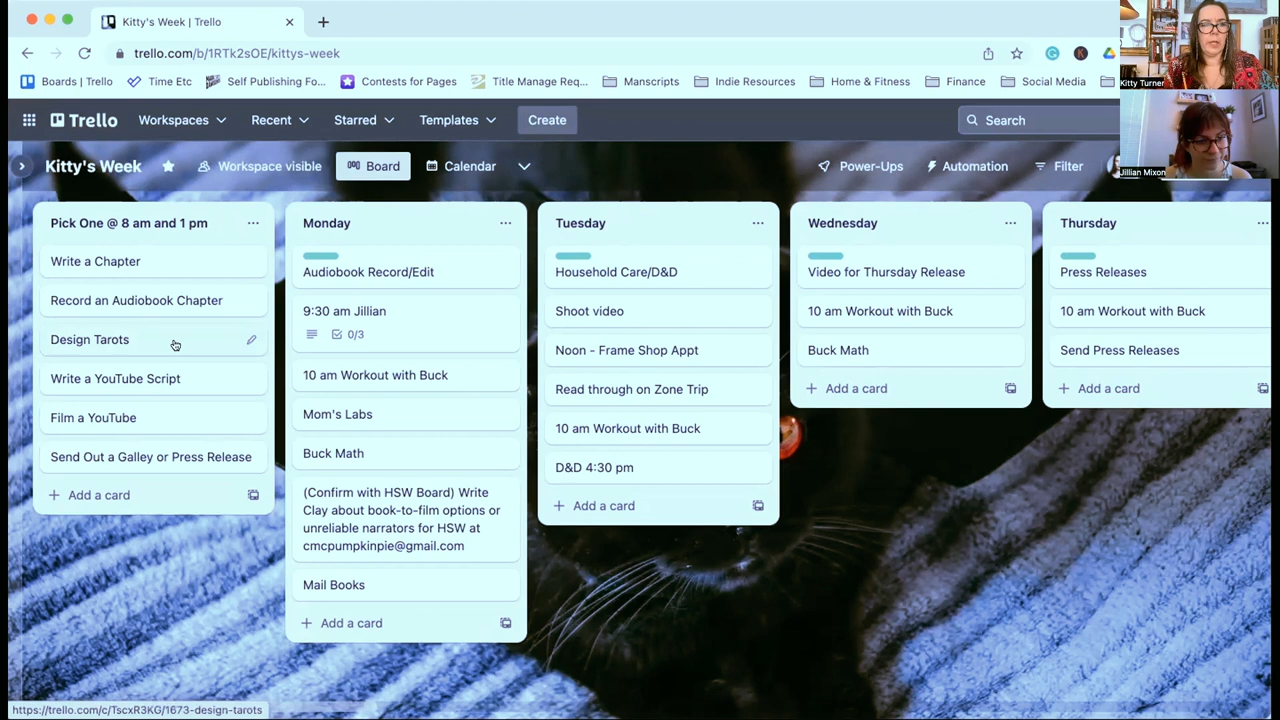 Kitty's Week | Trello
trello.com/b/1RTk2sOE/kittys-week
Boards | Trello
Time Etc
Self Publishing Fo...
Contests for Pages
Title Manage Req...
Manscripts
Indie Resources
Home & Fitness
Finance
Social Media
Kitty Turner
Jillian Mixon
Trello
Workspaces
Recent
Starred
Templates
Create
Search
Kitty's Week
Workspace visible
Board
Calendar
Power-Ups
Automation
Filter
Pick One @ 8 am and 1 pm
Write a Chapter
Record an Audiobook Chapter
Design Tarots
Write a YouTube Script
Film a YouTube
Send Out a Galley or Press Release
+ Add a card
Monday
Audiobook Record/Edit
9:30 am Jillian
0/3
10 am Workout with Buck
Mom's Labs
Buck Math
(Confirm with HSW Board) Write
Clay about book-to-film options or
unreliable narrators for HSW at
cmcpumpkinpie@gmail.com
Mail Books
+ Add a card
Tuesday
Household Care/D&D
Shoot video
Noon - Frame Shop Appt
Read through on Zone Trip
10 am Workout with Buck
D&D 4:30 pm
+ Add a card
Wednesday
Video for Thursday Release
10 am Workout with Buck
Buck Math
+ Add a card
Thursday
Press Releases
10 am Workout with Buck
Send Press Releases
+ Add a card
https://trello.com/c/TscxR3KG/1673-design-tarots